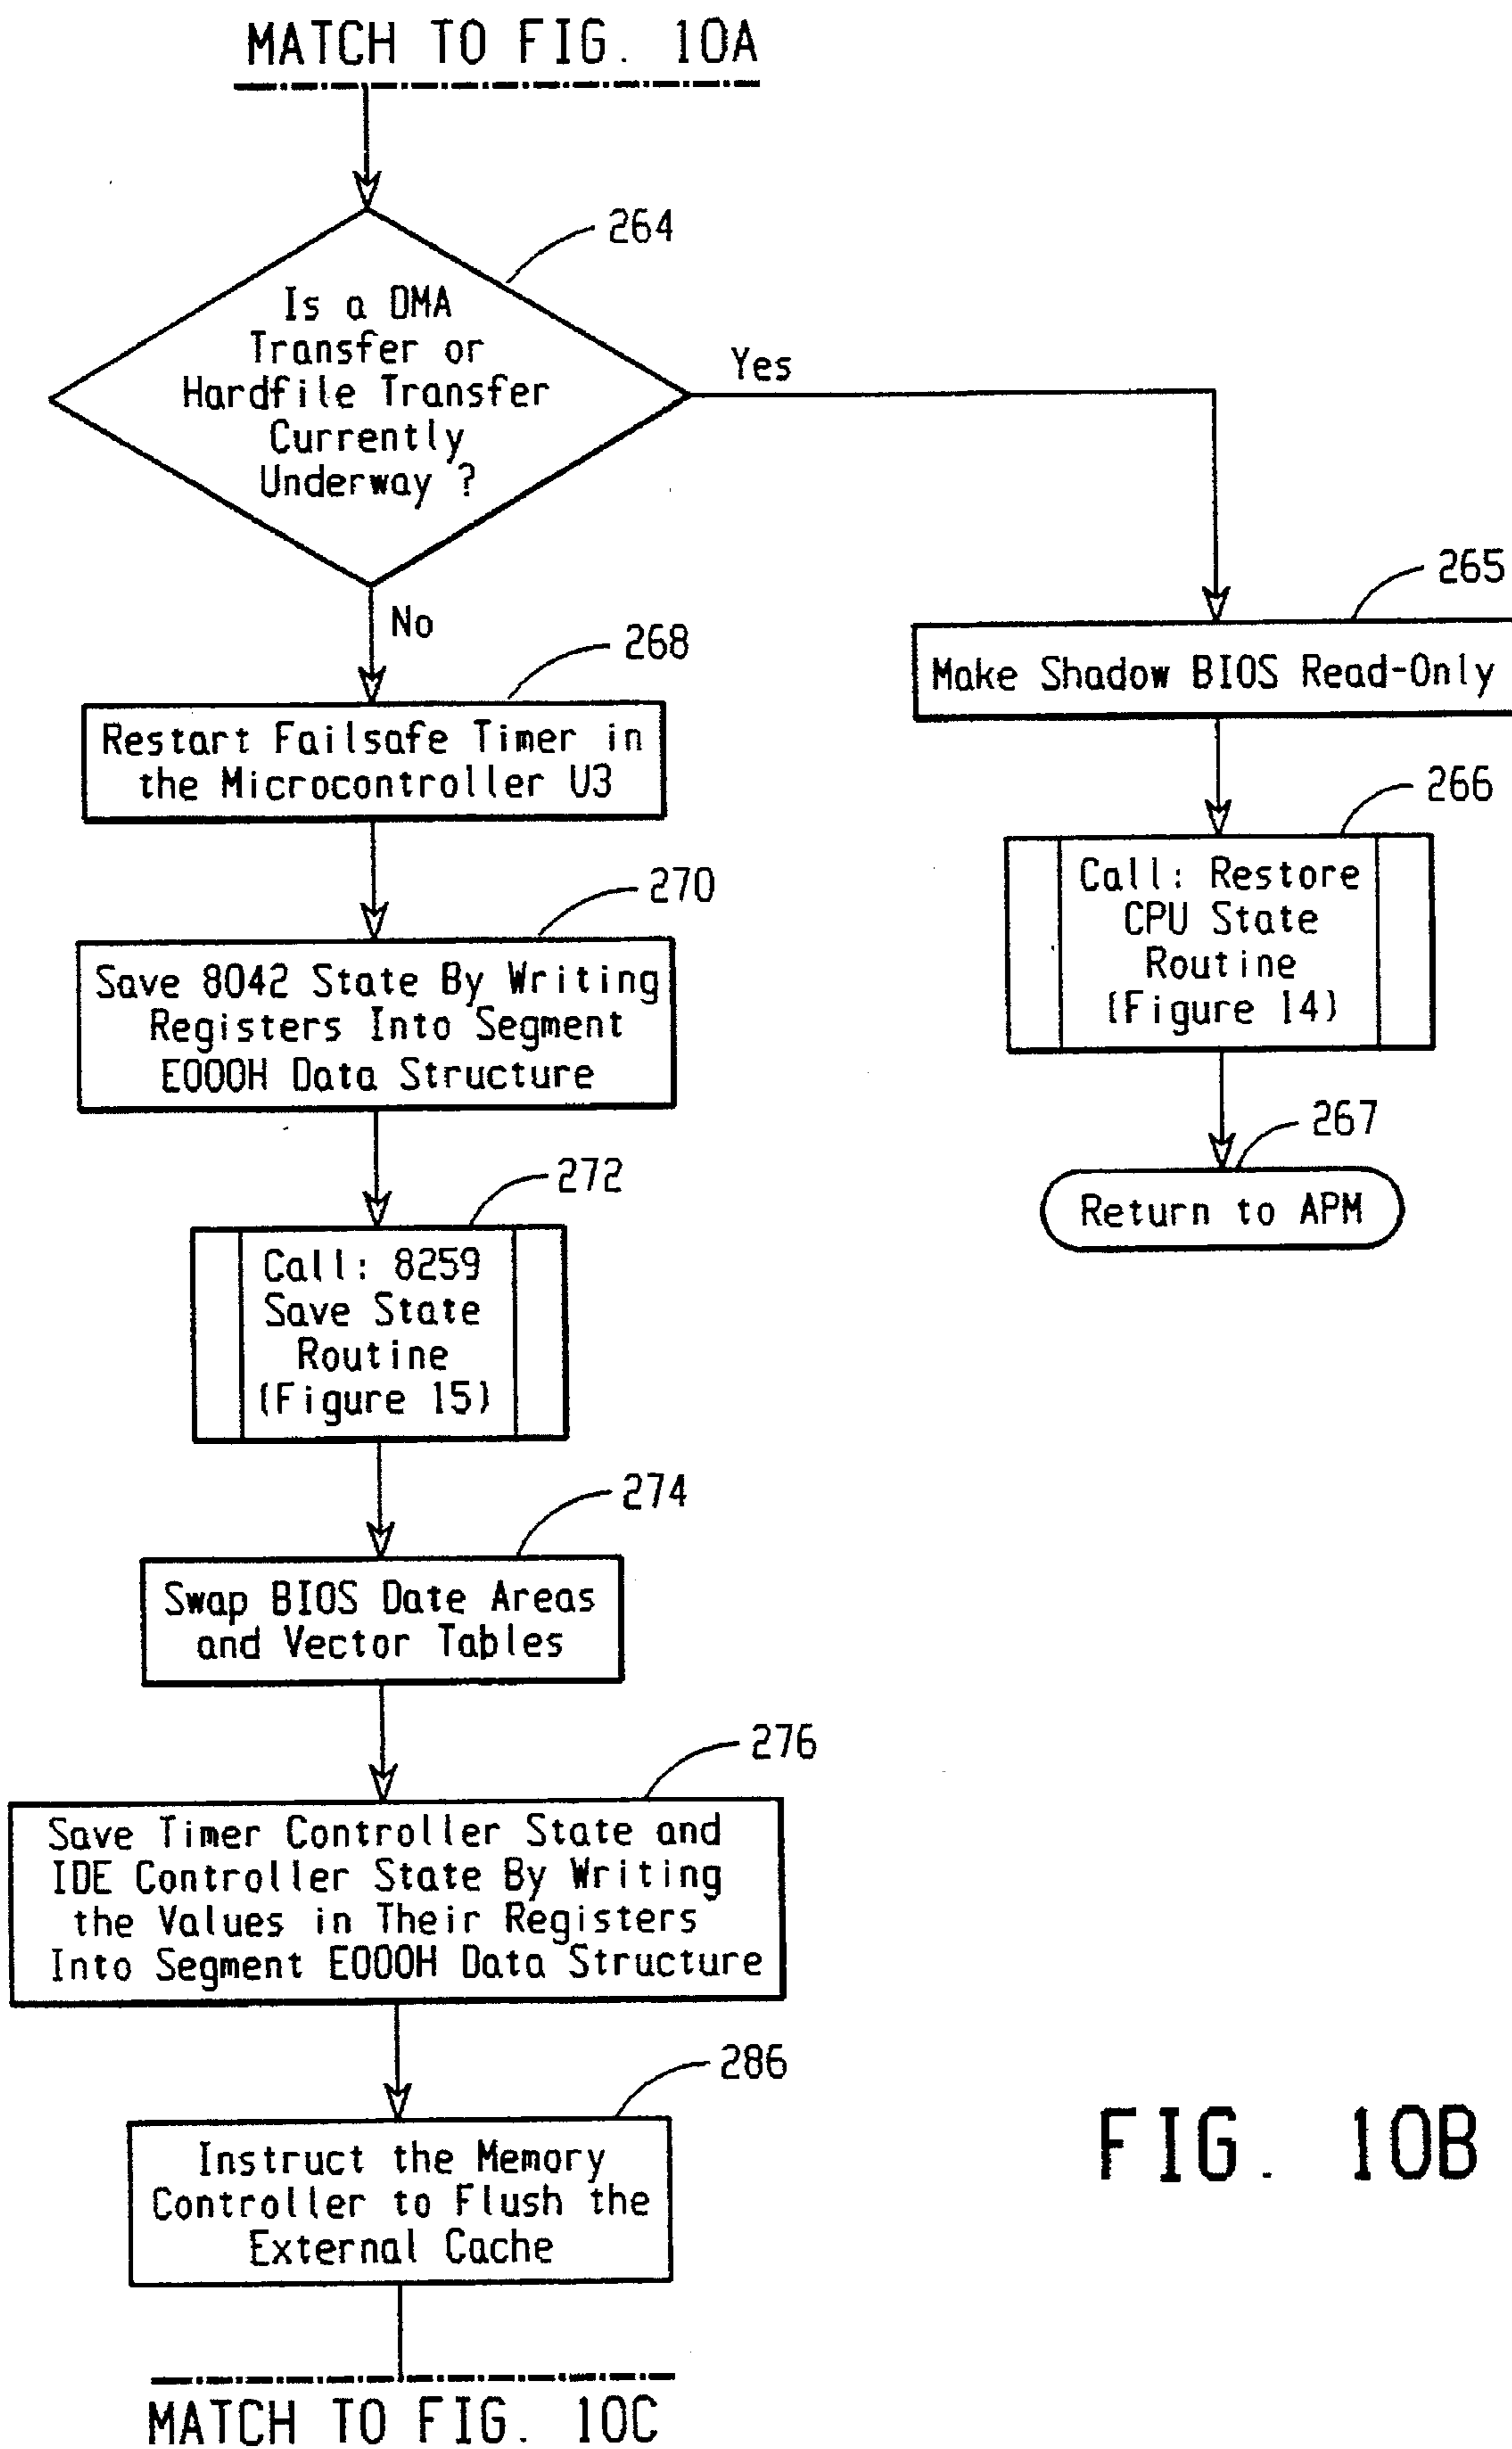 MATCH TO FIG. 10A
264
Is a DMA
Transfer or
Hardfile Transfer
Currently
Underway ?
Yes
No
265
Make Shadow BIOS Read-Only
266
Call: Restore
CPU State
Routine
(Figure 14)
267
Return to APM
268
Restart Failsafe Timer in
the Microcontroller U3
270
Save 8042 State By Writing
Registers Into Segment
E000H Data Structure
272
Call: 8259
Save State
Routine
(Figure 15)
274
Swap BIOS Date Areas
and Vector Tables
276
Save Timer Controller State and
IDE Controller State By Writing
the Values in Their Registers
Into Segment E000H Data Structure
286
Instruct the Memory
Controller to Flush the
External Cache
FIG. 10B
MATCH TO FIG. 10C